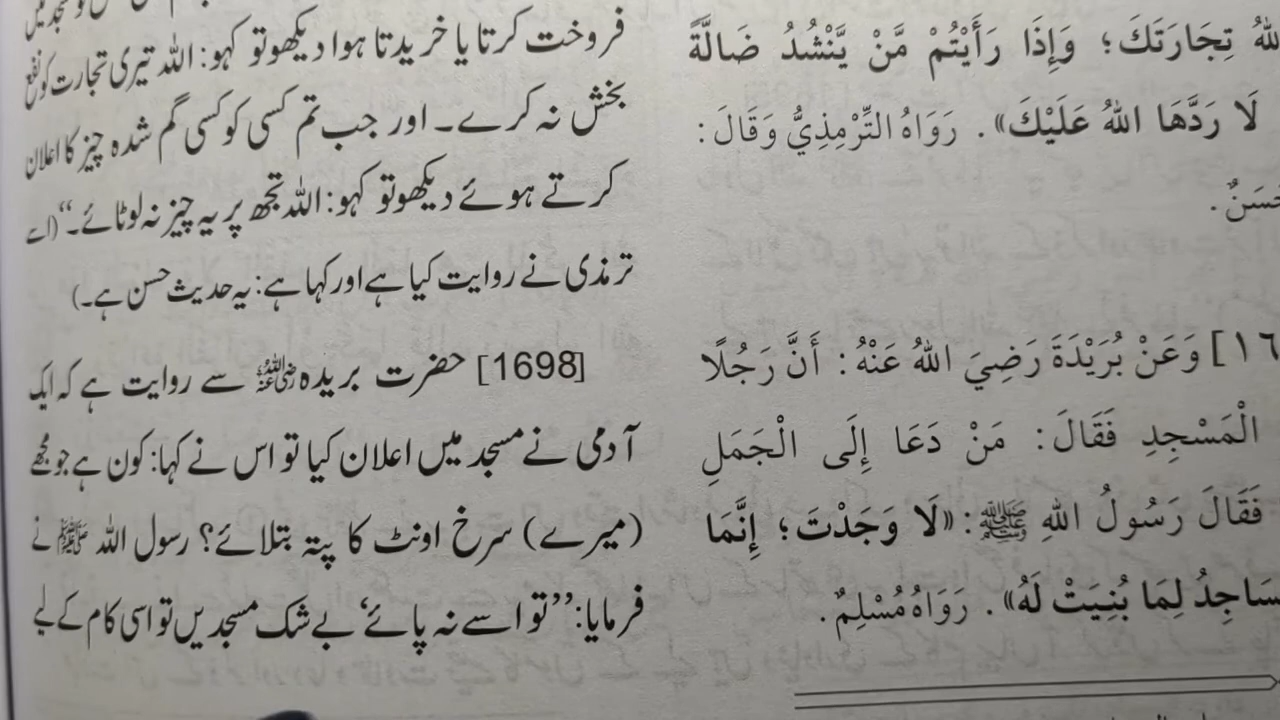 اللهُ تِجَارَتَكَ؛ وَإِذَا رَأَيْتُمْ مَّنْ يَّنْشُدُ ضَالَّةً
لَا رَدَّهَا اللهُ عَلَيْكَ». رَوَاهُ التِّرْمِذِيُّ وَقَالَ:
حَسَنٌ.
وَعَنْ بُرَيْدَةَ رَضِيَ اللهُ عَنْهُ: أَنَّ رَجُلًا
الْمَسْجِدِ فَقَالَ: مَنْ دَعَا إِلَى الْجَمَلِ
فَقَالَ رَسُولُ اللهِ ﷺ: «لَا وَجَدْتَ؛ إِنَّمَا
سَاجِدُ لِمَا بُنِيَتْ لَهُ». رَوَاهُ مُسْلِمٌ.
فروخت کرتا یا خریدتا ہوا دیکھو تو کہو: اللہ تیری تجارت کو نفع
بخش نہ کرے۔ اور جب تم کسی کو کسی گم شدہ چیز کا اعلان
کرتے ہوئے دیکھو تو کہو: اللہ تجھ پر یہ چیز نہ لوٹائے۔“ (اسے
ترمذی نے روایت کیا ہے اور کہا ہے: یہ حدیث حسن ہے۔)
[1698] حضرت بریدہ رضی اللہ عنہ سے روایت ہے کہ ایک
آدمی نے مسجد میں اعلان کیا تو اس نے کہا: کون ہے جو مجھے
(میرے) سرخ اونٹ کا پتہ بتلائے؟ رسول اللہ ﷺ نے
فرمایا: ”تو اسے نہ پائے، بے شک مسجدیں تو اسی کام کے لیے